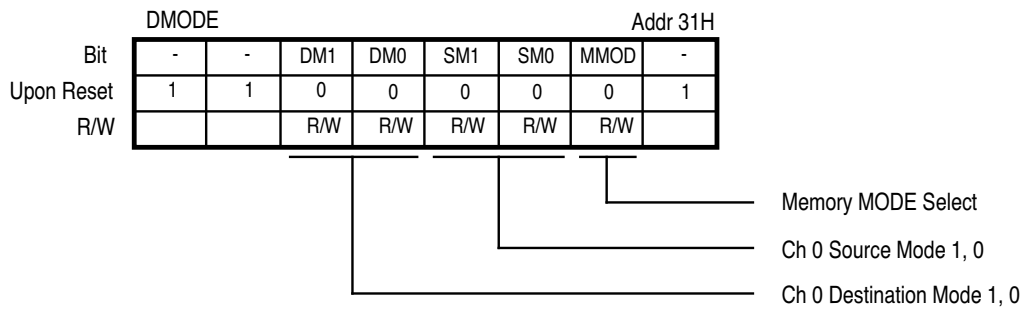 DMODE Addr 31H
Bit - - DM1 DM0 SM1 SM0 MMOD -
Upon Reset 1 1 0 0 0 0 0 1
R/W R/W R/W R/W R/W R/W
Memory MODE Select
Ch 0 Source Mode 1, 0
Ch 0 Destination Mode 1, 0